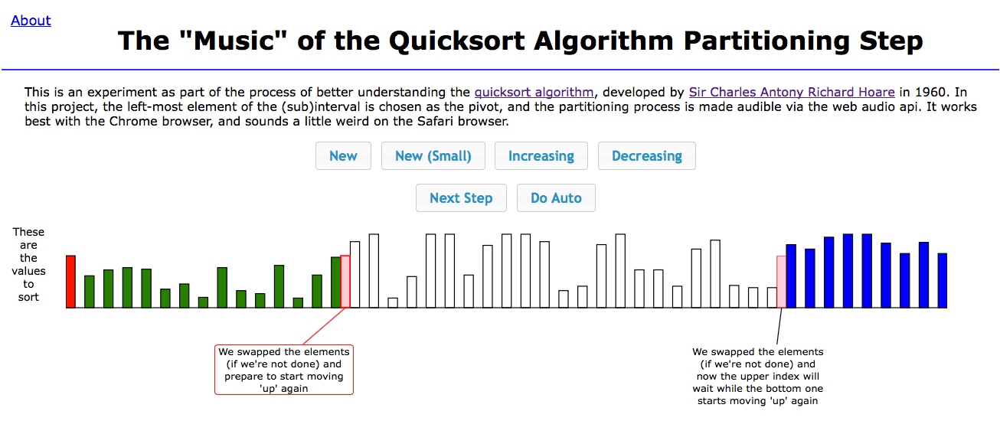 About
The "Music" of the Quicksort Algorithm Partitioning Step
This is an experiment as part of the process of better understanding the quicksort algorithm, developed by Sir Charles Antony Richard Hoare in 1960. In
this project, the left-most element of the (sub)interval is chosen as the pivot, and the partitioning process is made audible via the web audio api. It works
best with the Chrome browser, and sounds a little weird on the Safari browser.
New
New (Small)
Increasing
Decreasing
Next Step
Do Auto
These
are
the
values
to
sort
We swapped the elements
(if we're not done) and
prepare to start moving
'up' again
We swapped the elements
(if we're not done) and
now the upper index will
wait while the bottom one
starts moving 'up' again